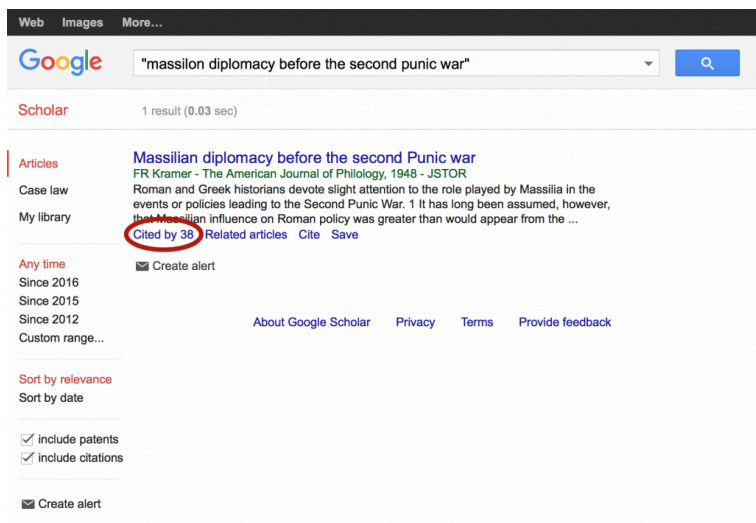 Web Images More...
Google "massilon diplomacy before the second punic war"
Scholar 1 result (0.03 sec)
Articles
Case law
My library
Any time
Since 2016
Since 2015
Since 2012
Custom range...
Sort by relevance
Sort by date
include patents
include citations
Create alert
Massilian diplomacy before the second Punic war
FR Kramer - The American Journal of Philology, 1948 - JSTOR
Roman and Greek historians devote slight attention to the role played by Massilia in the
events or policies leading to the Second Punic War. 1 It has long been assumed, however,
that Massilian influence on Roman policy was greater than would appear from the ...
Cited by 38 Related articles Cite Save
Create alert
About Google Scholar Privacy Terms Provide feedback